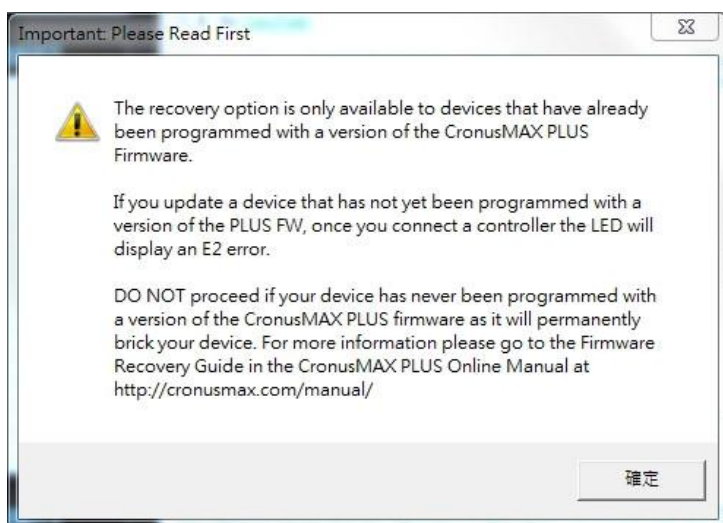 Important: Please Read First
The recovery option is only available to devices that have already
been programmed with a version of the CronusMAX PLUS
Firmware.
If you update a device that has not yet been programmed with a
version of the PLUS FW, once you connect a controller the LED will
display an E2 error.
DO NOT proceed if your device has never been programmed with
a version of the CronusMAX PLUS firmware as it will permanently
brick your device. For more information please go to the Firmware
Recovery Guide in the CronusMAX PLUS Online Manual at
http://cronusmax.com/manual/
確定